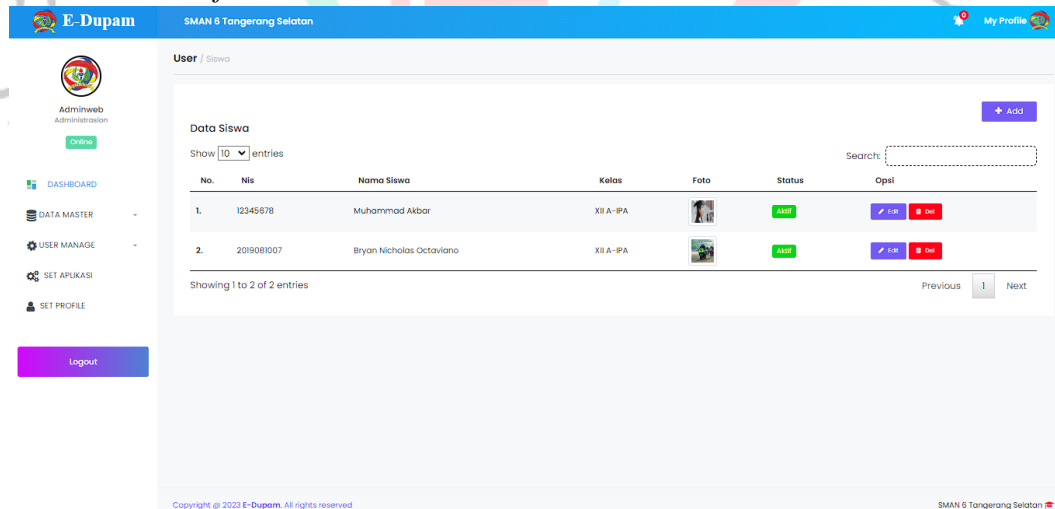 E-Dupam
SMAN 6 Tangerang Selatan
0
My Profile
Adminweb
Administrasion
Online
DASHBOARD
DATA MASTER
USER MANAGE
SET APLIKASI
SET PROFILE
Logout
User / Siswa
+ Add
Data Siswa
Show 10 entries
Search:
No. Nis Nama Siswa Kelas Foto Status Opsi
1. 12345678 Muhammad Akbar XII A-IPA Aktif Edit Del
2. 2019081007 Bryan Nicholas Octaviano XII A-IPA Aktif Edit Del
Showing 1 to 2 of 2 entries
Previous 1 Next
Copyright @ 2023 E-Dupam. All rights reserved
SMAN 6 Tangerang Selatan